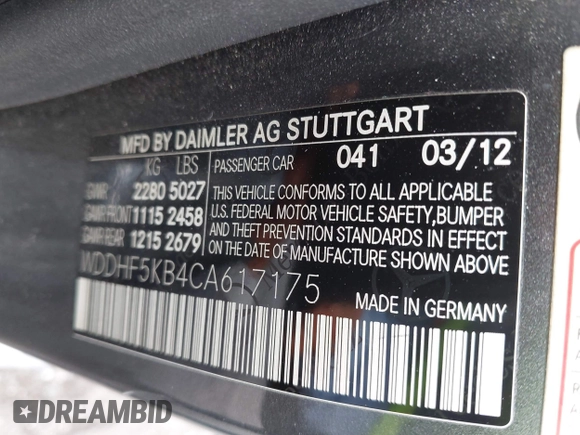 MFD BY DAIMLER AG STUTTGART
KG LBS PASSENGER CAR 041 03/12
GVWR 2280 5027 THIS VEHICLE CONFORMS TO ALL APPLICABLE
GAWR FRONT 1115 2458 U.S. FEDERAL MOTOR VEHICLE SAFETY, BUMPER
GAWR REAR 1215 2679 AND THEFT PREVENTION STANDARDS IN EFFECT
ON THE DATE OF MANUFACTURE SHOWN ABOVE.
WDDHF5KB4CA617175
MADE IN GERMANY
DREAMBID